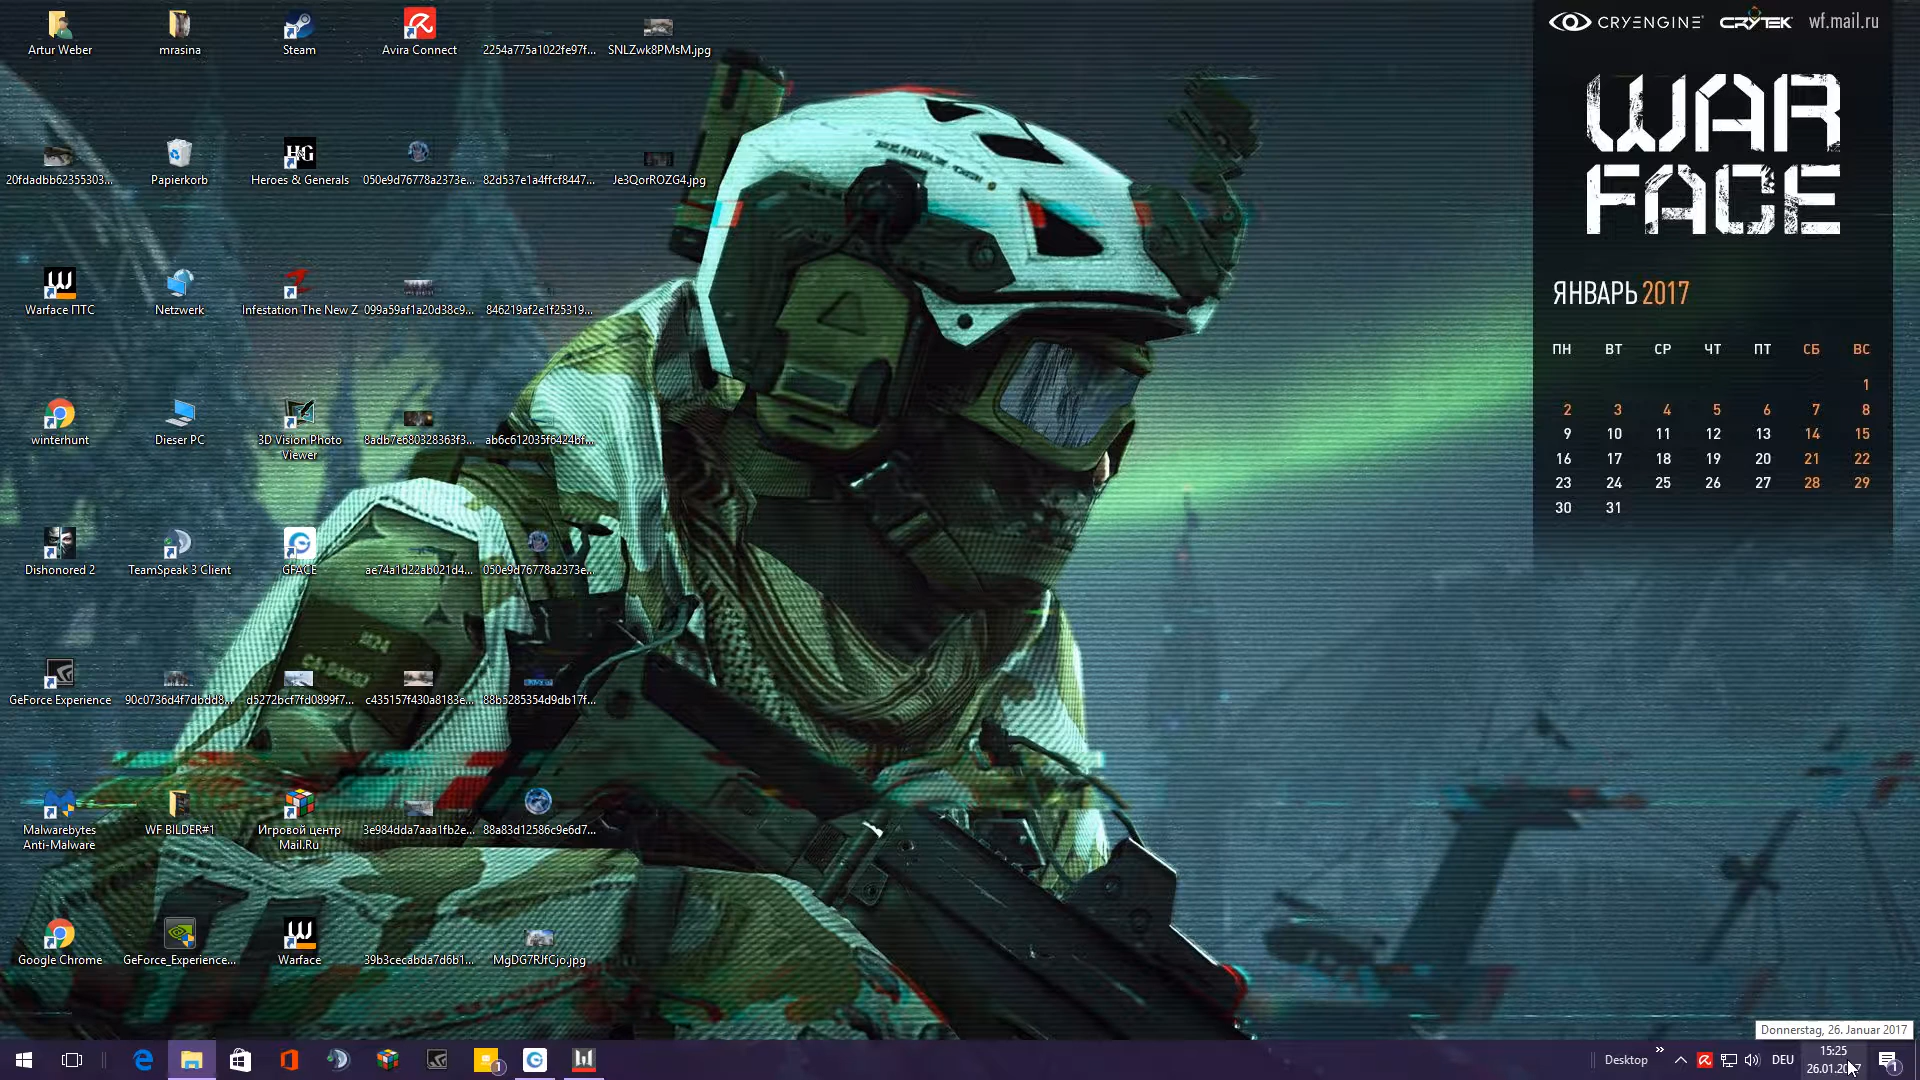 Artur Weber
mrasina
Steam
Avira Connect
2254a775a1022fe97f...
SNLZwk8PMsM.jpg
20fdadbb62355303...
Papierkorb
Heroes & Generals
050e9d76778a2373e...
82d537e1a4ffcf8447...
Je3QorROZG4.jpg
Warface ПТС
Netzwerk
Infestation The New Z
099a59af1a20d38c9...
846219af2e1f25319...
winterhunt
Dieser PC
3D Vision Photo
Viewer
8adb7e680328363f3...
ab6c612035f6424bf...
Dishonored 2
TeamSpeak 3 Client
GFACE
ae74a1d22ab021d4...
050e9d76778a2373e...
GeForce Experience
90c0736d4f7dbdd8...
d5272bcf7fd0899f7...
c435157f430a8183e...
88b5285354d9db17f...
Malwarebytes
Anti-Malware
WF BILDER#1
Игровой центр
Mail.Ru
3e984dda7aaa1fb2e...
88a83d12586c9e6d7...
Google Chrome
GeForce_Experience...
Warface
39b3cecabda7d6b1...
MgDG7RJfCjo.jpg
CRYENGINE CRYTEK wf.mail.ru
WAR
FACE
ЯНВАРЬ 2017
ПН ВТ СР ЧТ ПТ СБ ВС
1
2 3 4 5 6 7 8
9 10 11 12 13 14 15
16 17 18 19 20 21 22
23 24 25 26 27 28 29
30 31
Donnerstag, 26. Januar 2017
Desktop
DEU
15:25